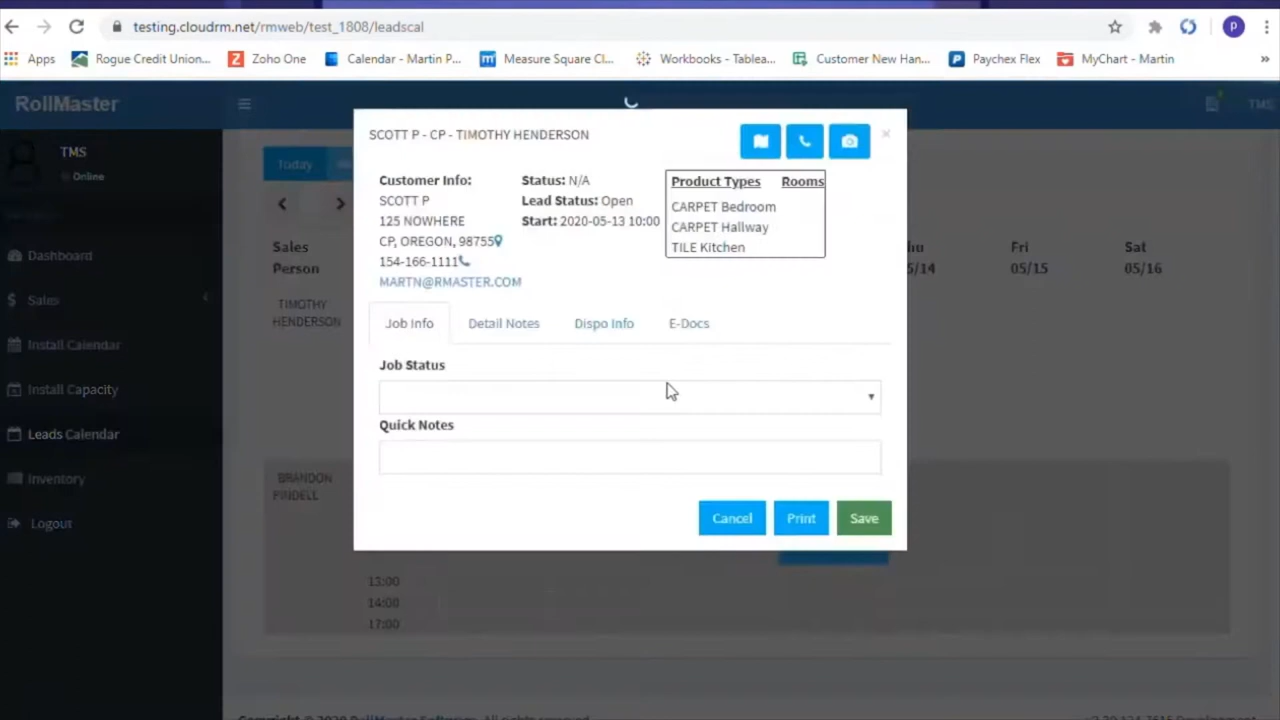 testing.cloudrm.net/rmweb/test_1808/leadscal
P
Apps Rogue Credit Union... Zoho One Calendar - Martin P... Measure Square Cl... Workbooks - Tablea... Customer New Han... Paychex Flex MyChart - Martin »
RollMaster TMS
TMS
Online
Dashboard
Sales
Install Calendar
Install Capacity
Leads Calendar
Inventory
Logout
Today
Sales Person
hu 5/14
Fri 05/15
Sat 05/16
TIMOTHY HENDERSON
BRANDON
13:00
14:00
17:00
SCOTT P - CP - TIMOTHY HENDERSON ×
Customer Info:
SCOTT P
125 NOWHERE
CP, OREGON, 98755
154-166-1111
MARTN@RMASTER.COM
Status: N/A
Lead Status: Open
Start: 2020-05-13 10:00
Product Types Rooms
CARPET Bedroom
CARPET Hallway
TILE Kitchen
Job Info Detail Notes Dispo Info E-Docs
Job Status
Quick Notes
Cancel Print Save